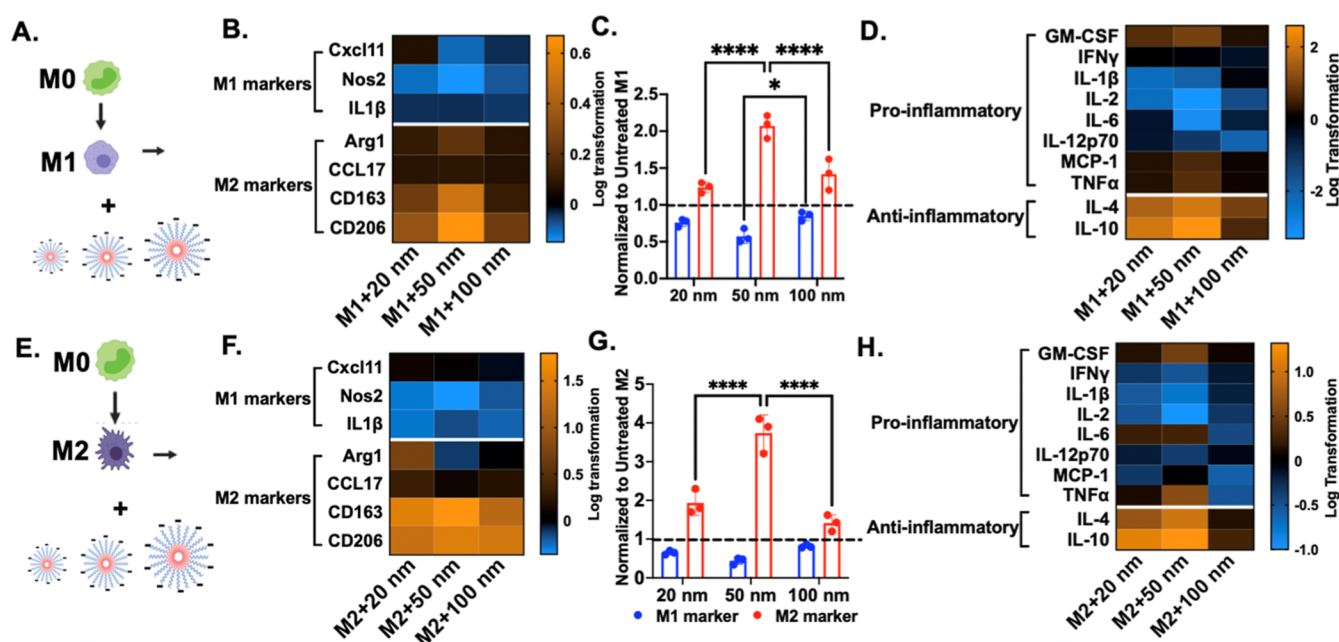 A.
M0
M1
+
B.
M1 markers
Cxcl11
Nos2
IL1β
M2 markers
Arg1
CCL17
CD163
CD206
M1+20 nm
M1+50 nm
M1+100 nm
0.6
0.4
0.2
0
Log transformation
C.
Normalized to Untreated M1
2.5
2.0
1.5
1.0
0.5
0.0
****
****
*
20 nm
50 nm
100 nm
D.
Pro-inflammatory
GM-CSF
IFNγ
IL-1β
IL-2
IL-6
IL-12p70
MCP-1
TNFα
Anti-inflammatory
IL-4
IL-10
M1+20 nm
M1+50 nm
M1+100 nm
2
0
-2
Log Transformation
E.
M0
M2
+
F.
M1 markers
Cxcl11
Nos2
IL1β
M2 markers
Arg1
CCL17
CD163
CD206
M2+20 nm
M2+50 nm
M2+100 nm
1.5
1.0
0.5
0
Log transformation
G.
Normalized to Untreated M2
5
4
3
2
1
0
****
****
20 nm
50 nm
100 nm
M1 marker
M2 marker
H.
Pro-inflammatory
GM-CSF
IFNγ
IL-1β
IL-2
IL-6
IL-12p70
MCP-1
TNFα
Anti-inflammatory
IL-4
IL-10
M2+20 nm
M2+50 nm
M2+100 nm
1.0
0.5
0
-0.5
-1.0
Log Transformation